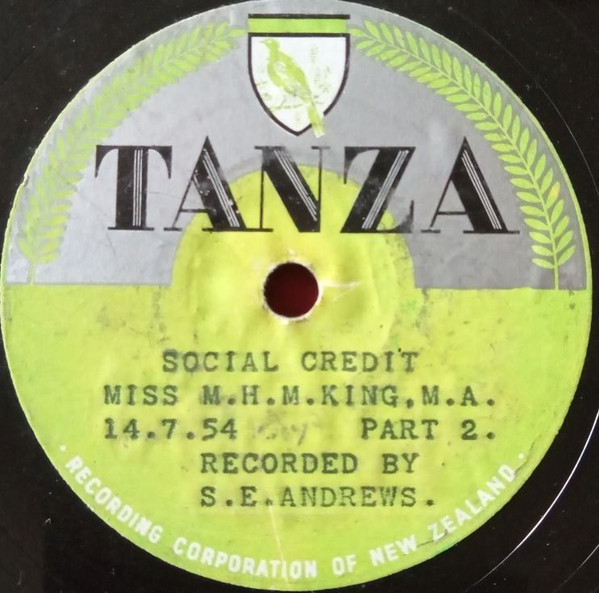 TANZA
SOCIAL CREDIT
MISS M.H.M.KING,M.A.
14.7.54 PART 2.
RECORDED BY
S.E.ANDREWS.
· RECORDING CORPORATION OF NEW ZEALAND ·